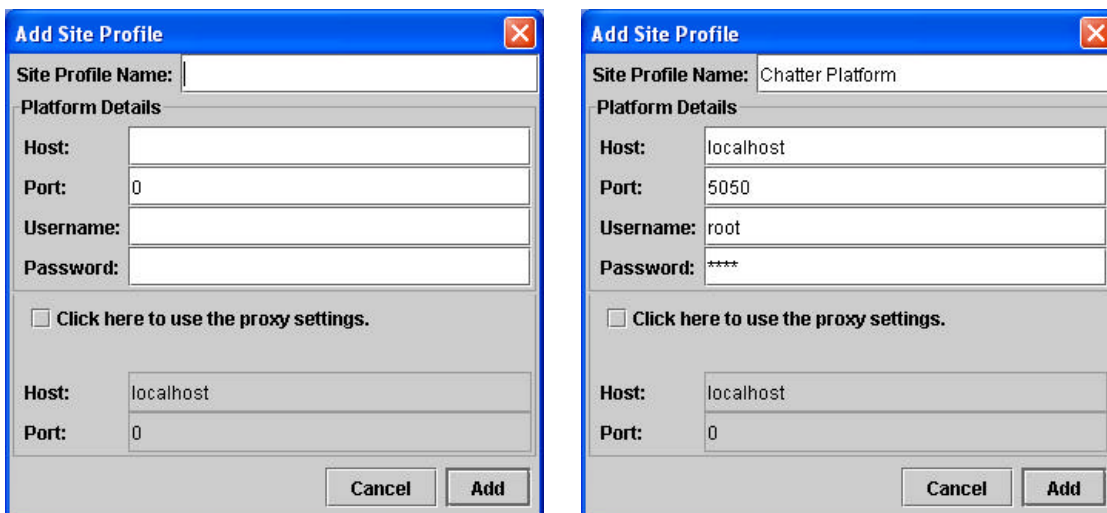 Add Site Profile
Site Profile Name:
Platform Details
Host:
Port: 0
Username:
Password:
Click here to use the proxy settings.
Host: localhost
Port: 0
Cancel Add
Add Site Profile
Site Profile Name: Chatter Platform
Platform Details
Host: localhost
Port: 5050
Username: root
Password: ****
Click here to use the proxy settings.
Host: localhost
Port: 0
Cancel Add